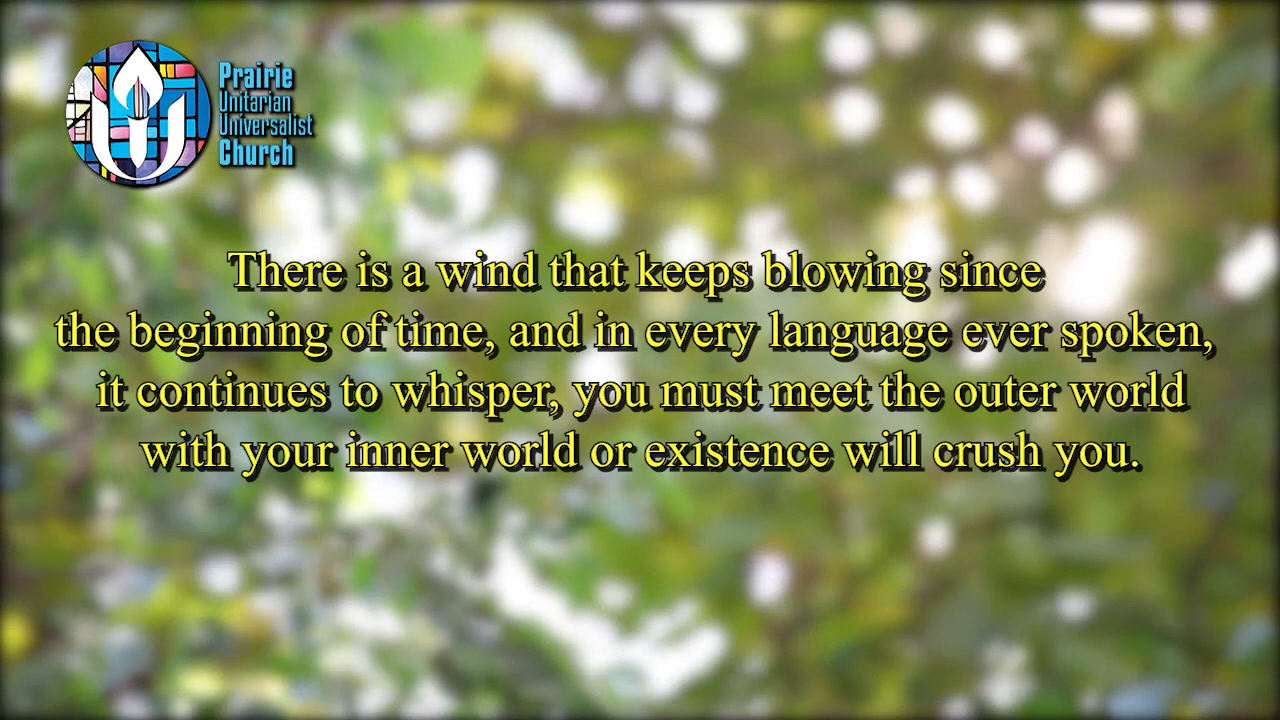 Prairie
Unitarian
Universalist
Church
There is a wind that keeps blowing since
the beginning of time, and in every language ever spoken,
it continues to whisper, you must meet the outer world
with your inner world or existence will crush you.